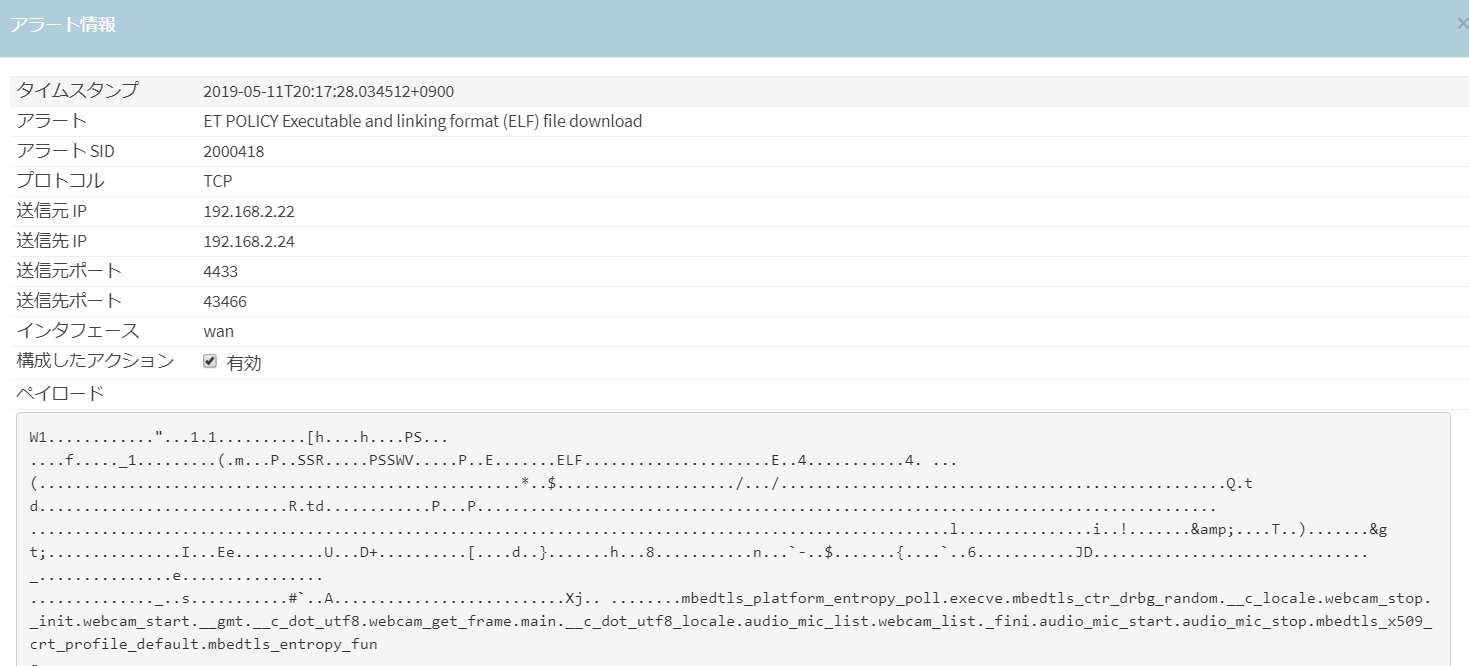 アラート情報
×
タイムスタンプ 2019-05-11T20:17:28.034512+0900
アラート ET POLICY Executable and linking format (ELF) file download
アラート SID 2000418
プロトコル TCP
送信元 IP 192.168.2.22
送信先 IP 192.168.2.24
送信元ポート 4433
送信先ポート 43466
インタフェース wan
構成したアクション 有効
ペイロード
W1............"...1.1..........[h....h....PS...
....f....._1.........(.m...P..SSR.....PSSWV.....P..E.......ELF.....................E..4...........4. ...
(......................................................*..$..................../.../..................................................Q.t
d............................R.td............P...P...................................................................................
........................................................................................................l...............i..!.......&amp;....T..).......&g
t;...............I...Ee..........U...D+..........[....d..}.......h...8...........n...`-..$.......{....`..6...........JD...............................
_...............e................
.............._..s...........#`..A..........................Xj.. ........mbedtls_platform_entropy_poll.execve.mbedtls_ctr_drbg_random.__c_locale.webcam_stop.
_init.webcam_start.__gmt.__c_dot_utf8.webcam_get_frame.main.__c_dot_utf8_locale.audio_mic_list.webcam_list._fini.audio_mic_start.audio_mic_stop.mbedtls_x509_
crt_profile_default.mbedtls_entropy_fun